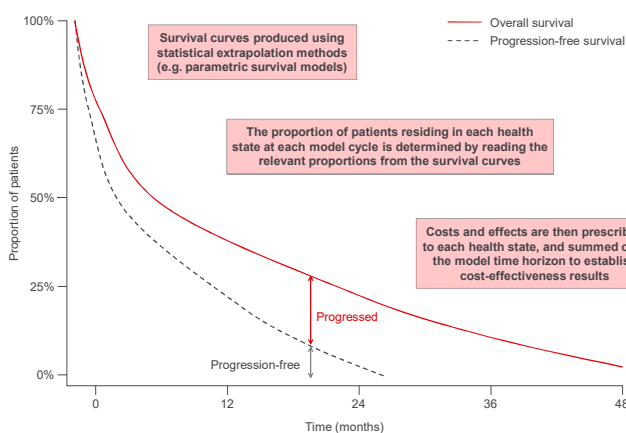 Overall survival
Progression-free survival
Survival curves produced using
statistical extrapolation methods
(e.g. parametric survival models)
The proportion of patients residing in each health
state at each model cycle is determined by reading the
relevant proportions from the survival curves
Costs and effects are then
to each health state, and summed
the model time horizon to
cost-effectiveness results
Proportion of patients
100%
75%
50%
25%
0%
Progressed
Progression-free
0
12
24
36
48
Time (months)